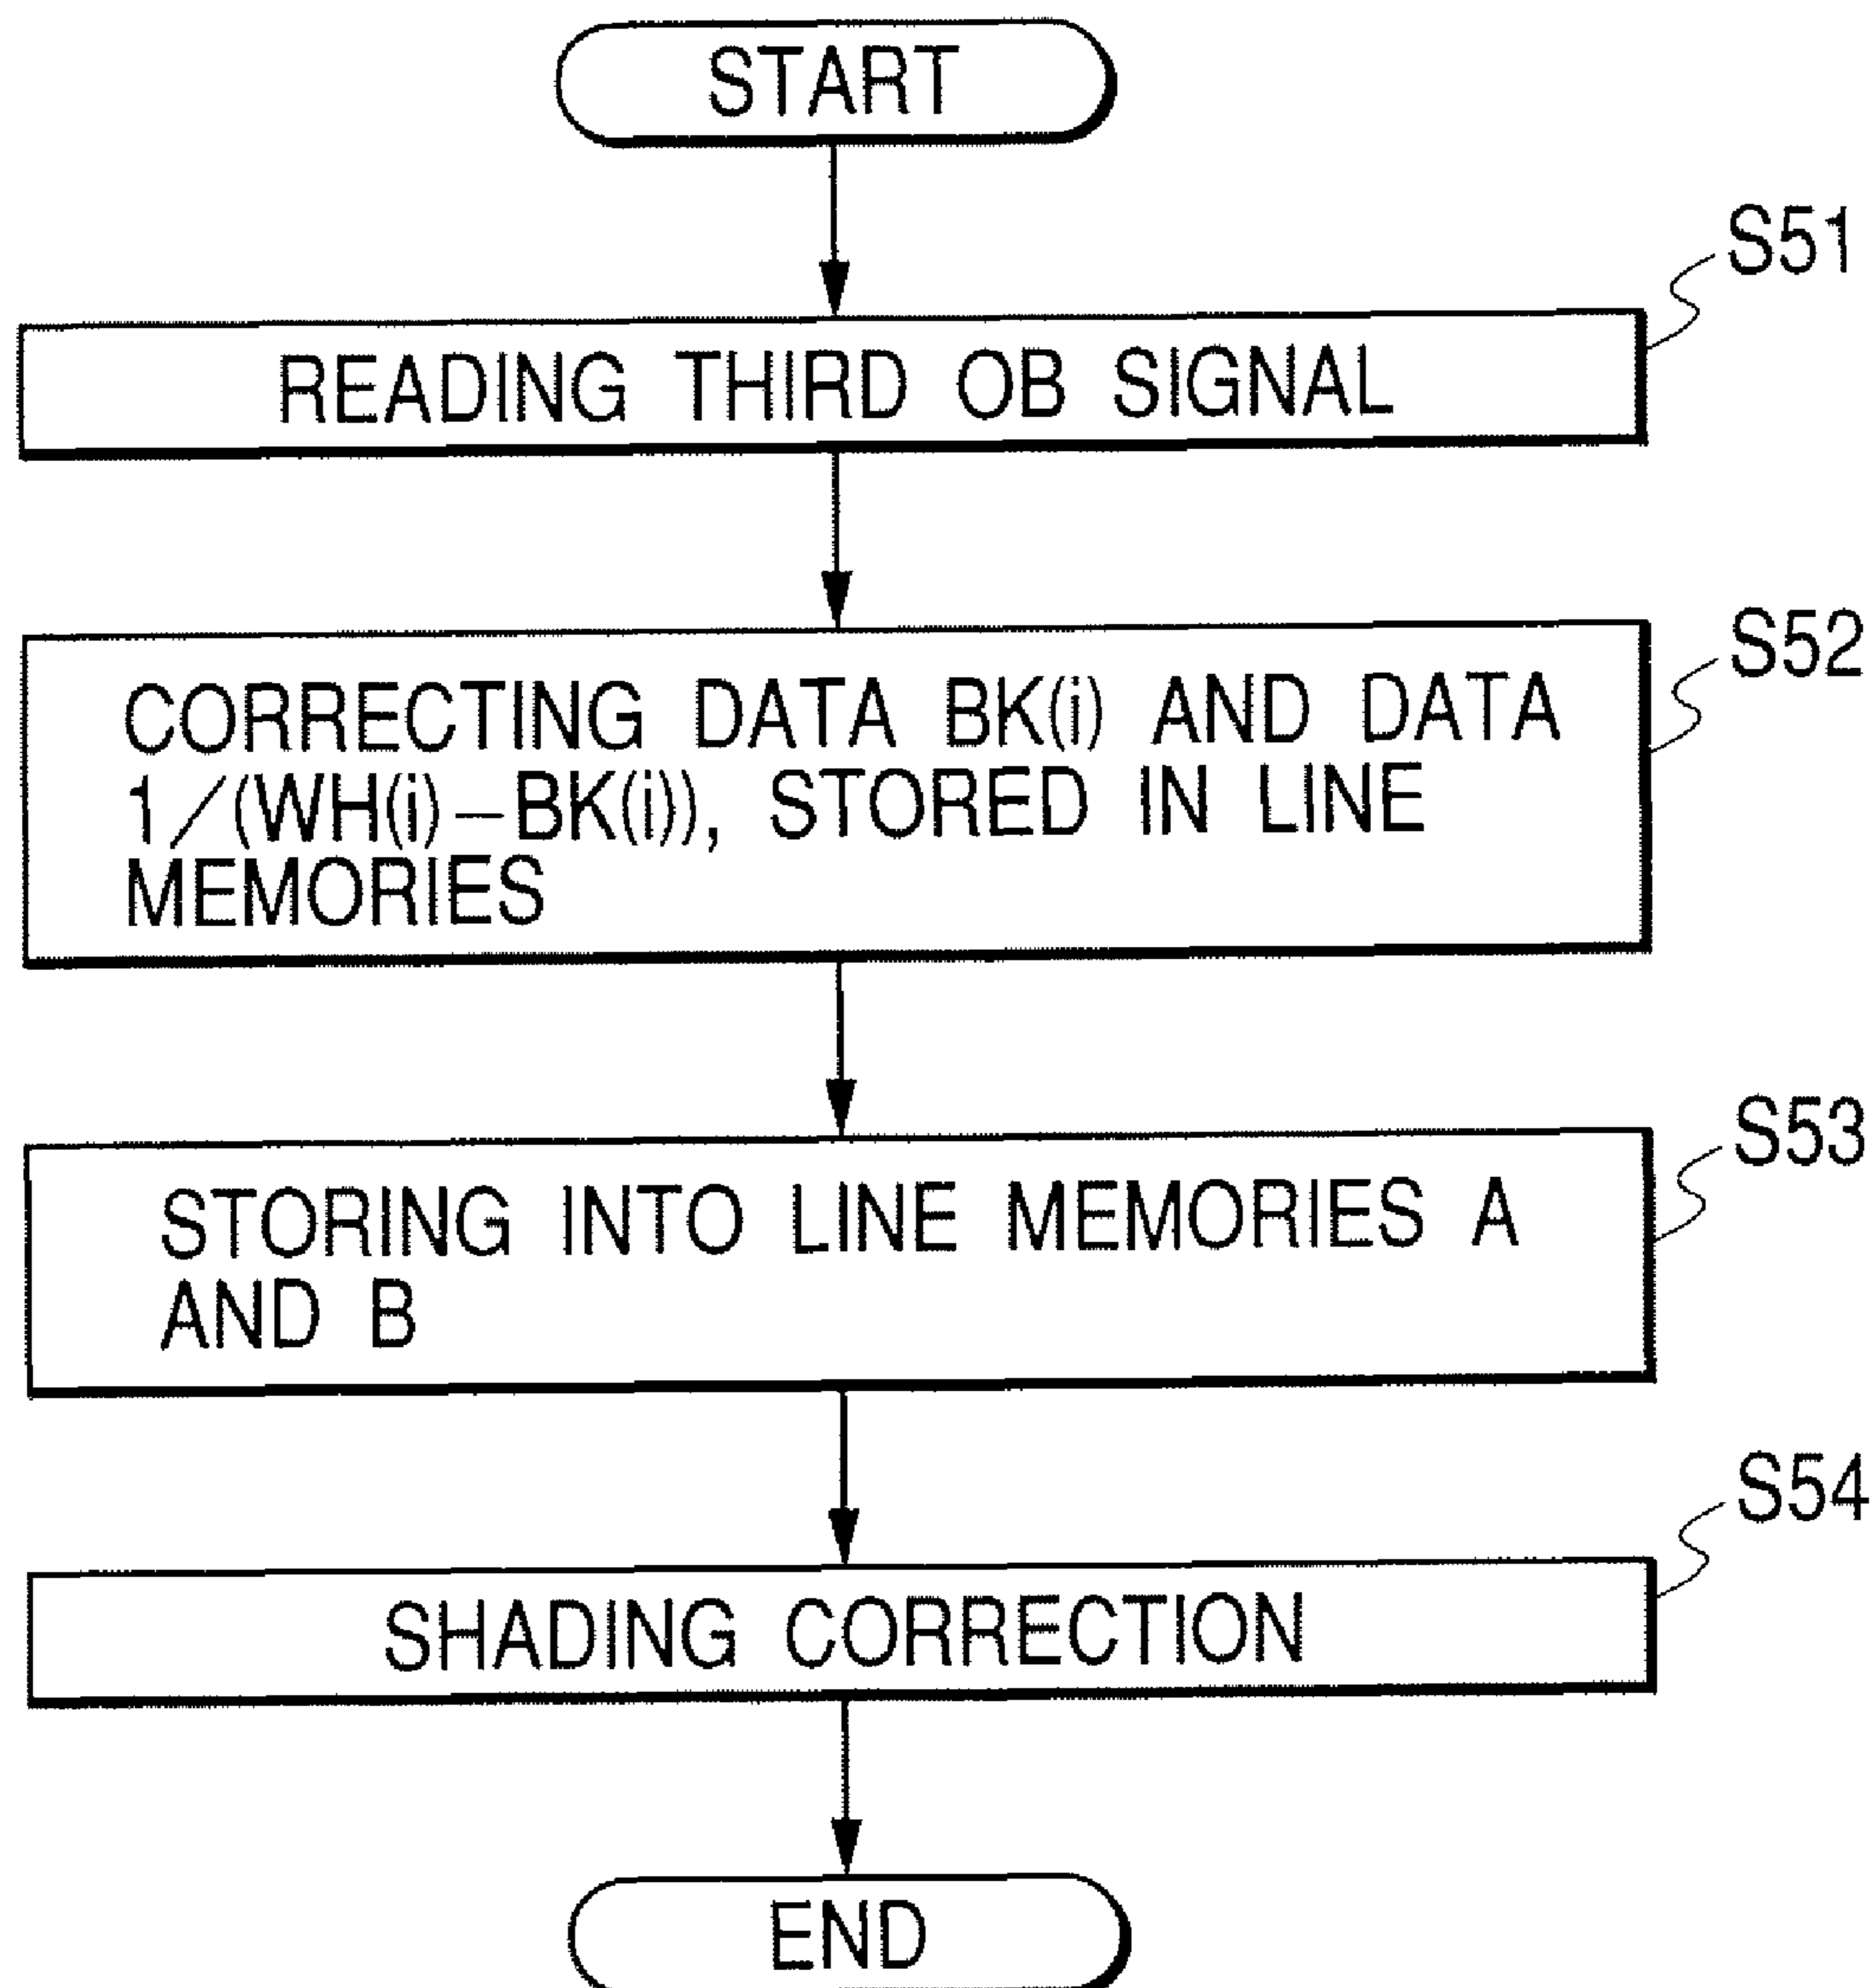 START
S51
READING THIRD OB SIGNAL
S52
CORRECTING DATA BK(i) AND DATA
1/(WH(i)−BK(i)), STORED IN LINE
MEMORIES
S53
STORING INTO LINE MEMORIES A
AND B
S54
SHADING CORRECTION
END